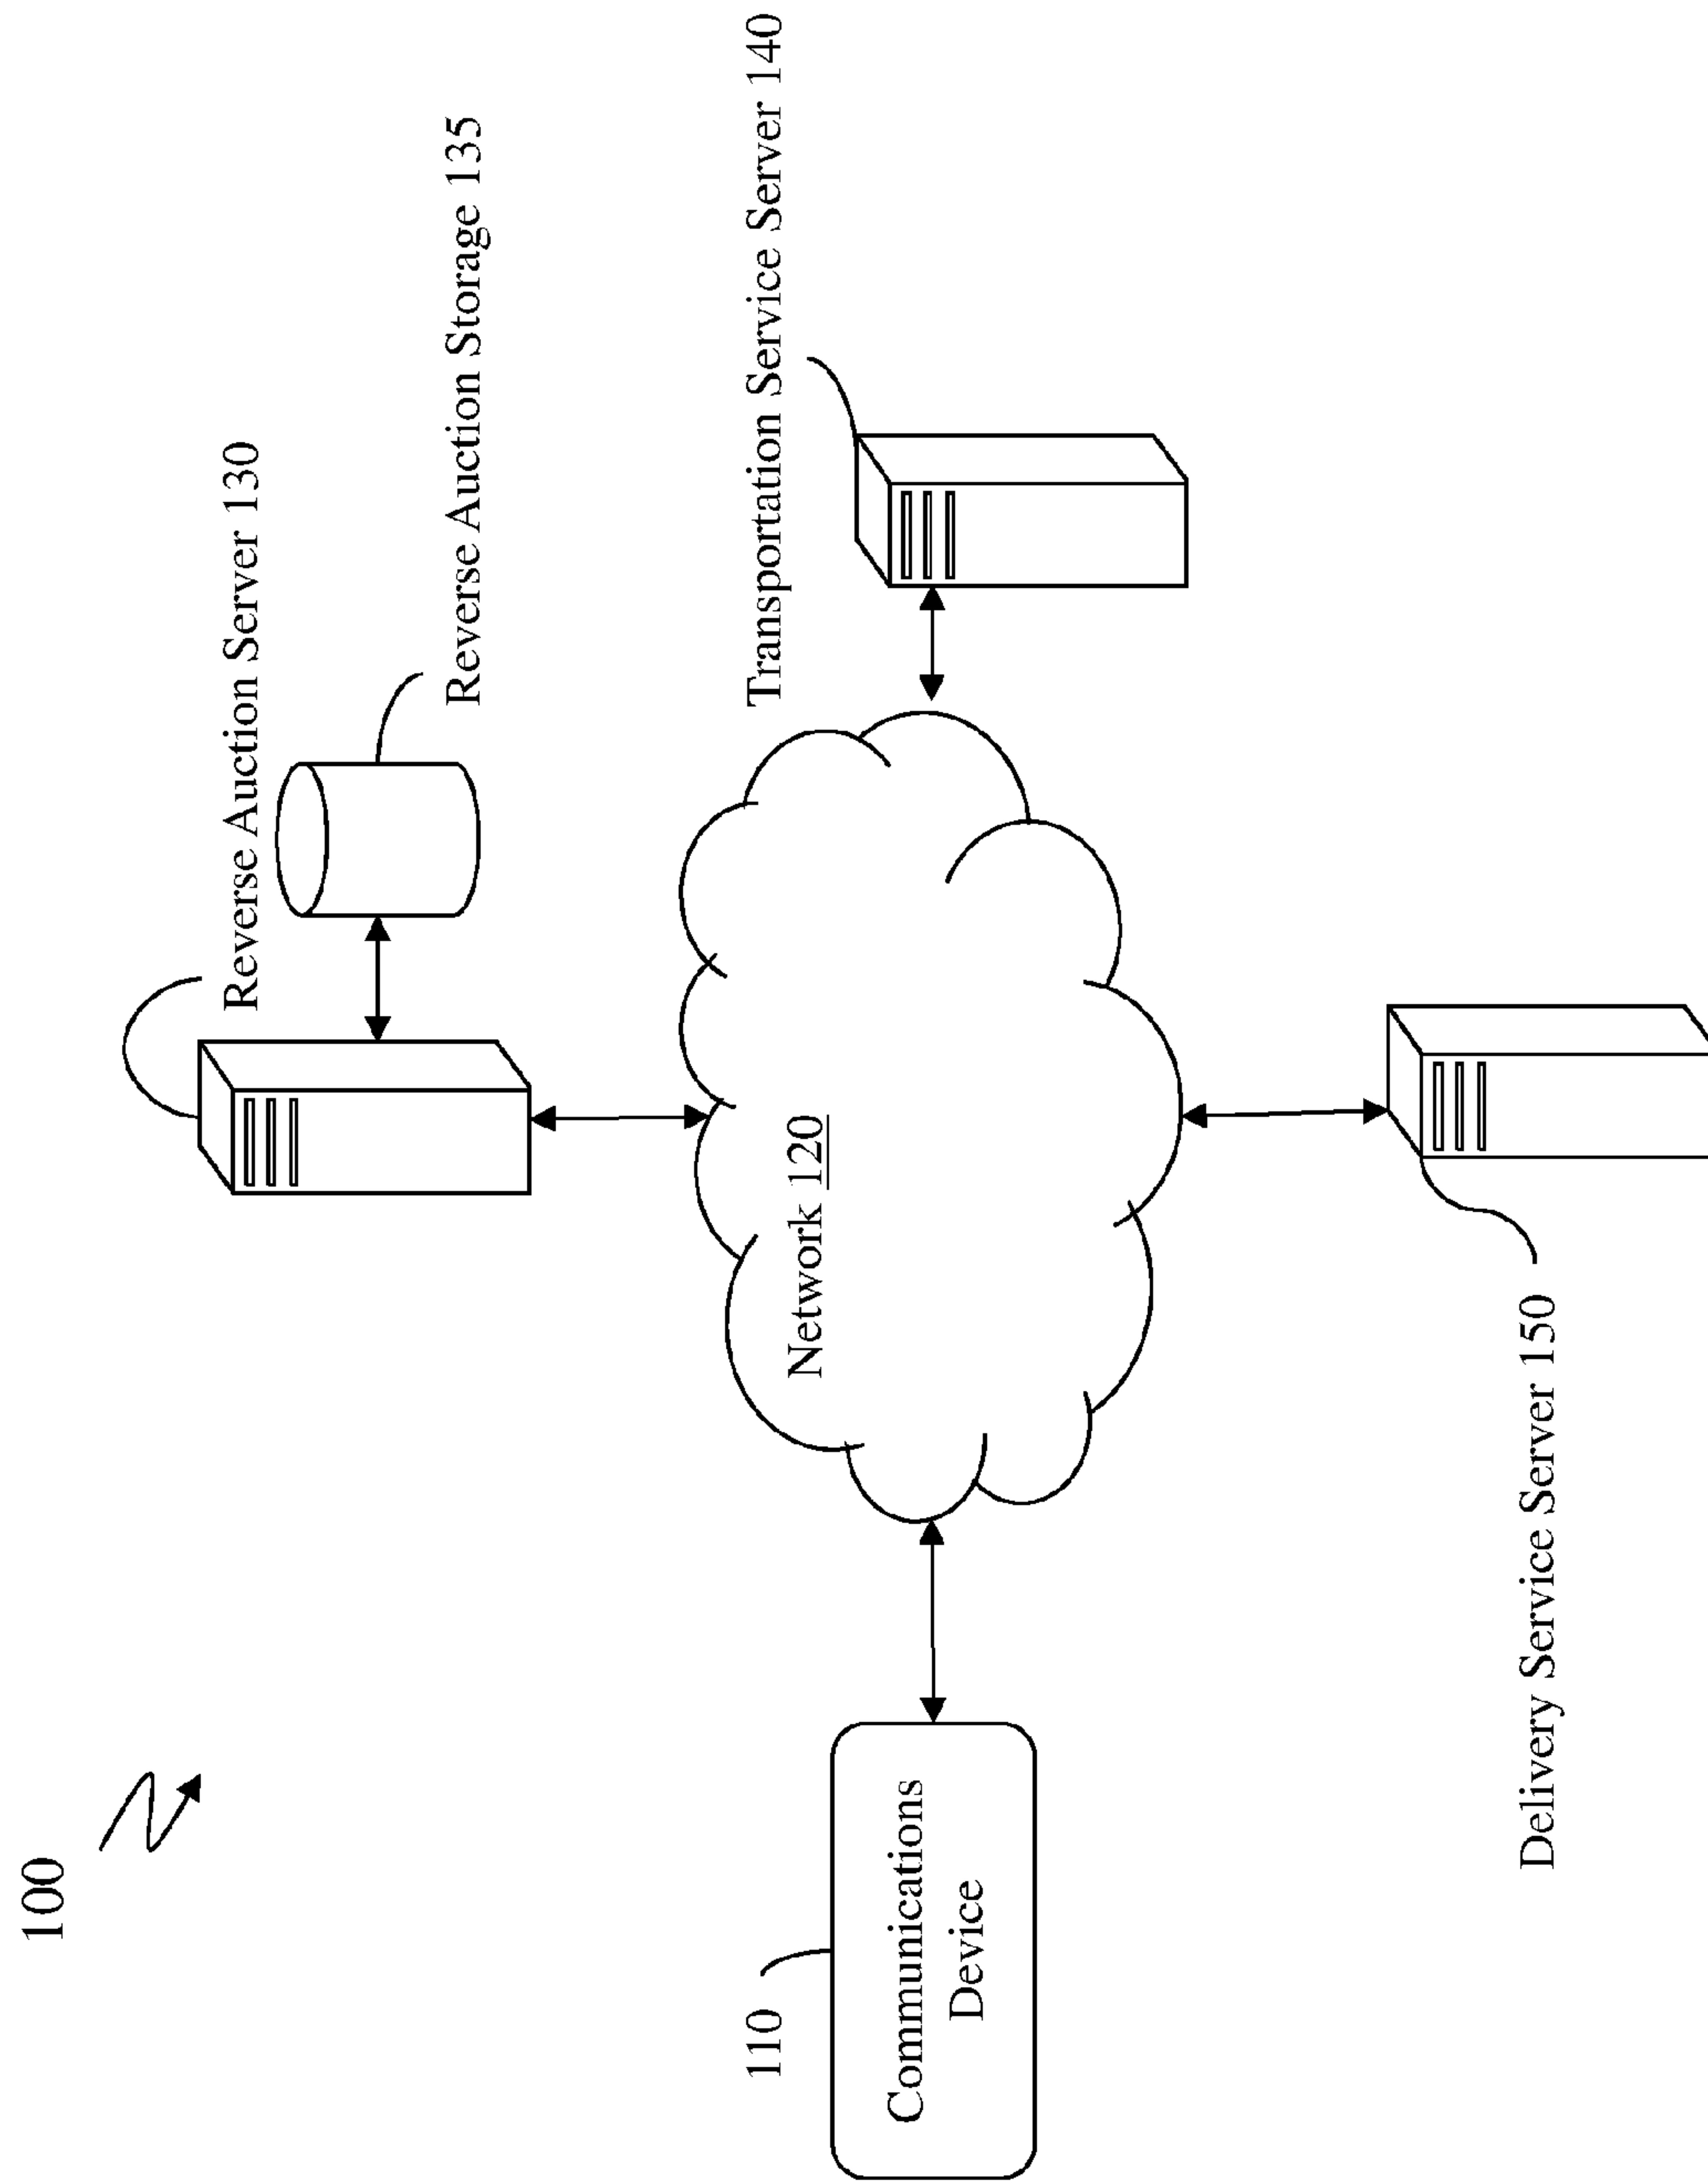 100
Reverse Auction Server 130
Reverse Auction Storage 135
Transportation Service Server 140
110
Communications
Device
Network 120
Delivery Service Server 150